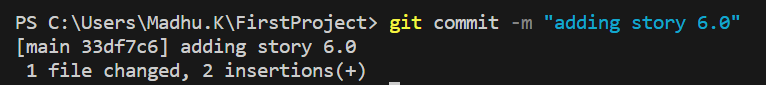 PS C:\Users\Madhu.K\FirstProject> git commit -m "adding story 6.0"
[main 33df7c6] adding story 6.0
 1 file changed, 2 insertions(+)